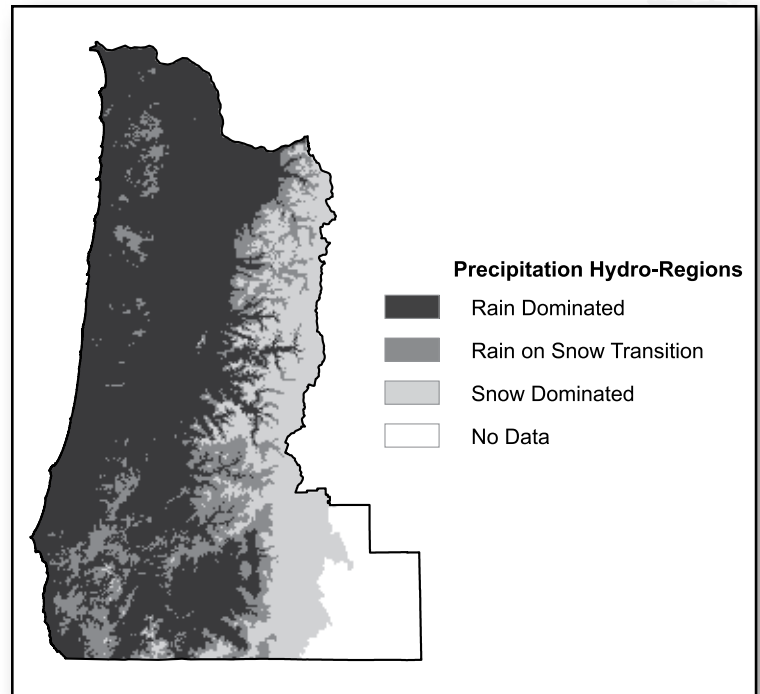 Precipitation Hydro-Regions
Rain Dominated
Rain on Snow Transition
Snow Dominated
No Data